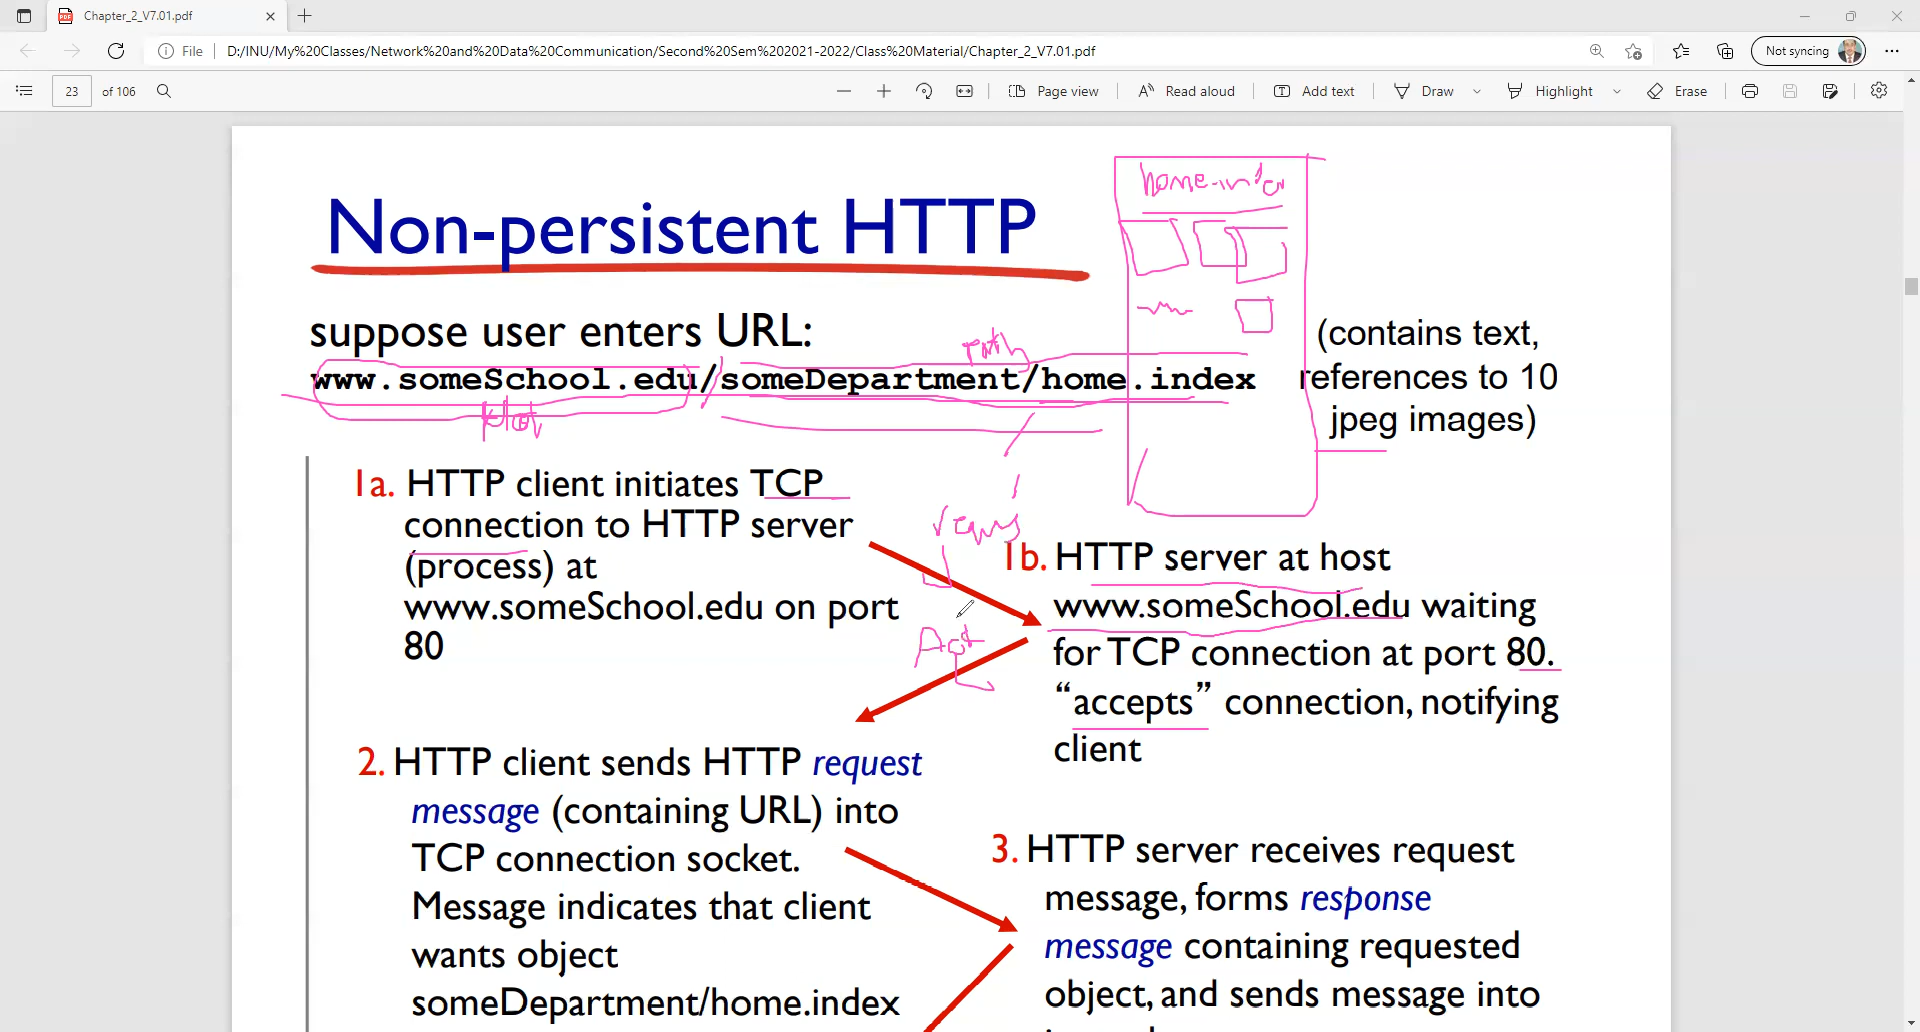 Chapter_2_V7.01.pdf
File D:/INU/My%20Classes/Network%20and%20Data%20Communication/Second%20Sem%202021-2022/Class%20Material/Chapter_2_V7.01.pdf
Not syncing
23 of 106
Page view
Read aloud
Add text
Draw
Highlight
Erase
Non-persistent HTTP
suppose user enters URL:
path
www.someSchool.edu/someDepartment/home.index
(contains text,
references to 10
jpeg images)
1a. HTTP client initiates TCP
connection to HTTP server
(process) at
www.someSchool.edu on port
80
1b. HTTP server at host
www.someSchool.edu waiting
for TCP connection at port 80.
“accepts” connection, notifying
client
2. HTTP client sends HTTP request
message (containing URL) into
TCP connection socket.
Message indicates that client
wants object
someDepartment/home.index
3. HTTP server receives request
message, forms response
message containing requested
object, and sends message into